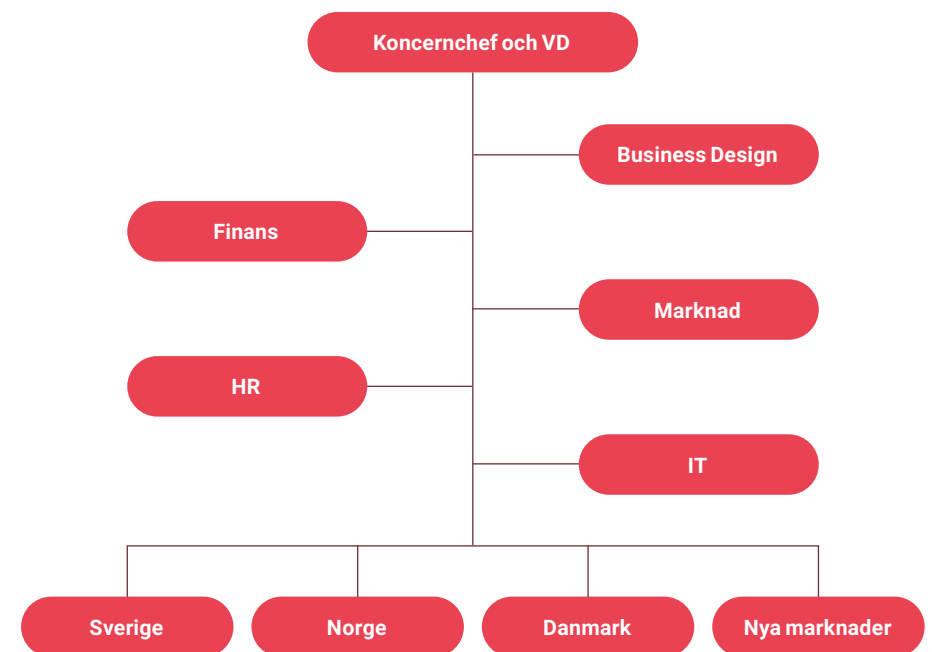 Koncernchef och VD
Business Design
Finans
Marknad
HR
IT
Sverige
Norge
Danmark
Nya marknader